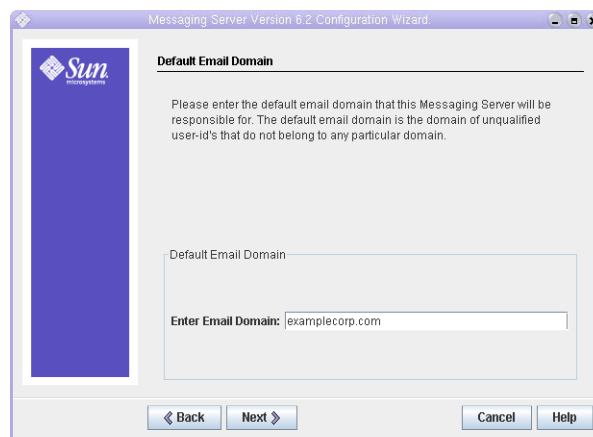 Messaging Server Version 6.2 Configuration Wizard.
Sun
microsystems
Default Email Domain
Please enter the default email domain that this Messaging Server will be
responsible for. The default email domain is the domain of unqualified
user-id's that do not belong to any particular domain.
Default Email Domain
Enter Email Domain: examplecorp.com
Back Next Cancel Help